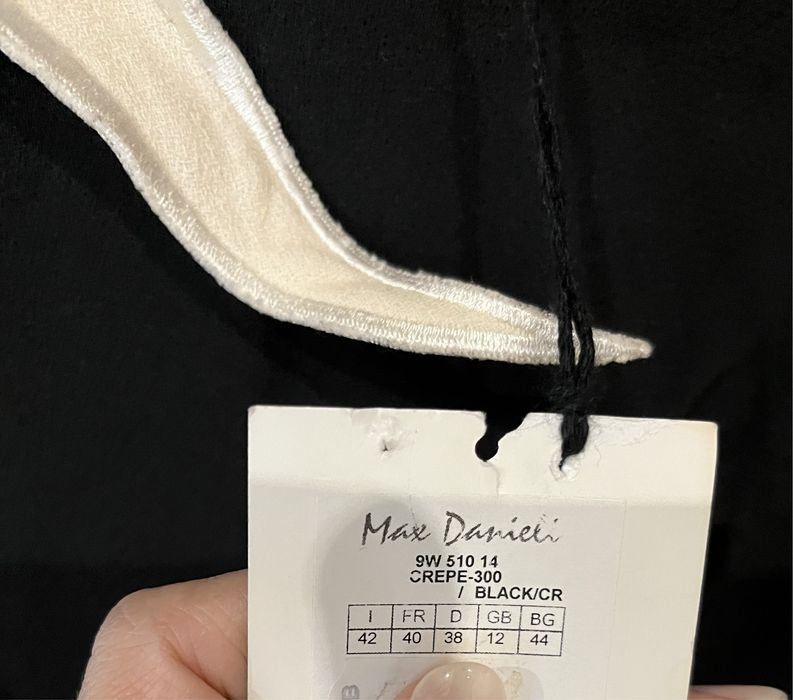 Max Danieli
9W 510 14
CREPE-300
/ BLACK/CR
I FR D GB BG
42 40 38 12 44